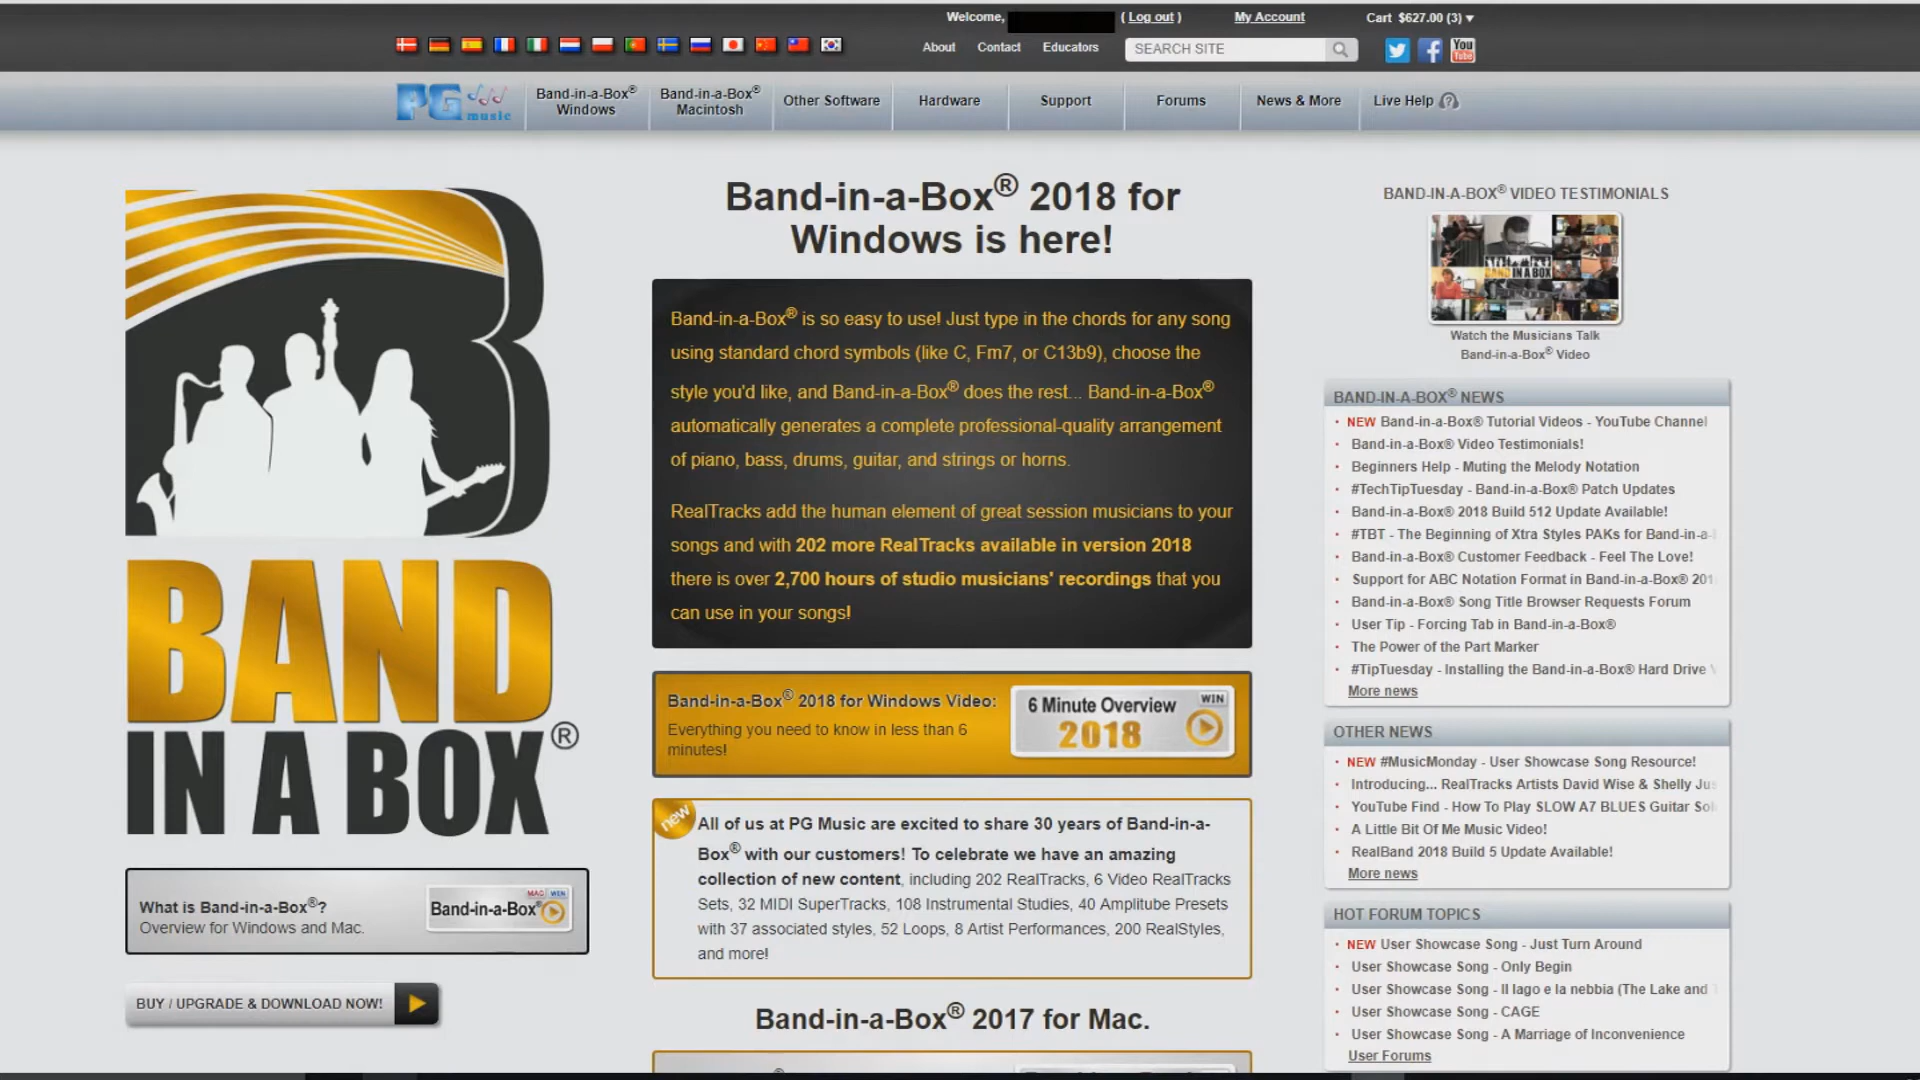 Welcome, ( Log out ) My Account Cart $627.00 (3) ▼
About Contact Educators SEARCH SITE
You
Tube
PG music
Band-in-a-Box® Windows
Band-in-a-Box® Macintosh
Other Software
Hardware
Support
Forums
News & More
Live Help
BAND
IN A BOX®
What is Band-in-a-Box®?
Overview for Windows and Mac.
MAC WIN
Band-in-a-Box®
BUY / UPGRADE & DOWNLOAD NOW!
Band-in-a-Box® 2018 for
Windows is here!
Band-in-a-Box® is so easy to use! Just type in the chords for any song
using standard chord symbols (like C, Fm7, or C13b9), choose the
style you'd like, and Band-in-a-Box® does the rest... Band-in-a-Box®
automatically generates a complete professional-quality arrangement
of piano, bass, drums, guitar, and strings or horns.
RealTracks add the human element of great session musicians to your
songs and with 202 more RealTracks available in version 2018
there is over 2,700 hours of studio musicians' recordings that you
can use in your songs!
Band-in-a-Box® 2018 for Windows Video:
Everything you need to know in less than 6
minutes!
6 Minute Overview WIN
2018
new
All of us at PG Music are excited to share 30 years of Band-in-a-
Box® with our customers! To celebrate we have an amazing
collection of new content, including 202 RealTracks, 6 Video RealTracks
Sets, 32 MIDI SuperTracks, 108 Instrumental Studies, 40 Amplitube Presets
with 37 associated styles, 52 Loops, 8 Artist Performances, 200 RealStyles,
and more!
Band-in-a-Box® 2017 for Mac.
BAND-IN-A-BOX® VIDEO TESTIMONIALS
BAND IN A BOX
Watch the Musicians Talk
Band-in-a-Box® Video
BAND-IN-A-BOX® NEWS
NEW Band-in-a-Box® Tutorial Videos - YouTube Channel
Band-in-a-Box® Video Testimonials!
Beginners Help - Muting the Melody Notation
#TechTipTuesday - Band-in-a-Box® Patch Updates
Band-in-a-Box® 2018 Build 512 Update Available!
#TBT - The Beginning of Xtra Styles PAKs for Band-in-a-
Band-in-a-Box® Customer Feedback - Feel The Love!
Support for ABC Notation Format in Band-in-a-Box® 201
Band-in-a-Box® Song Title Browser Requests Forum
User Tip - Forcing Tab in Band-in-a-Box®
The Power of the Part Marker
#TipTuesday - Installing the Band-in-a-Box® Hard Drive
More news
OTHER NEWS
NEW #MusicMonday - User Showcase Song Resource!
Introducing... RealTracks Artists David Wise & Shelly Jus
YouTube Find - How To Play SLOW A7 BLUES Guitar Sol
A Little Bit Of Me Music Video!
RealBand 2018 Build 5 Update Available!
More news
HOT FORUM TOPICS
NEW User Showcase Song - Just Turn Around
User Showcase Song - Only Begin
User Showcase Song - Il lago e la nebbia (The Lake and
User Showcase Song - CAGE
User Showcase Song - A Marriage of Inconvenience
User Forums